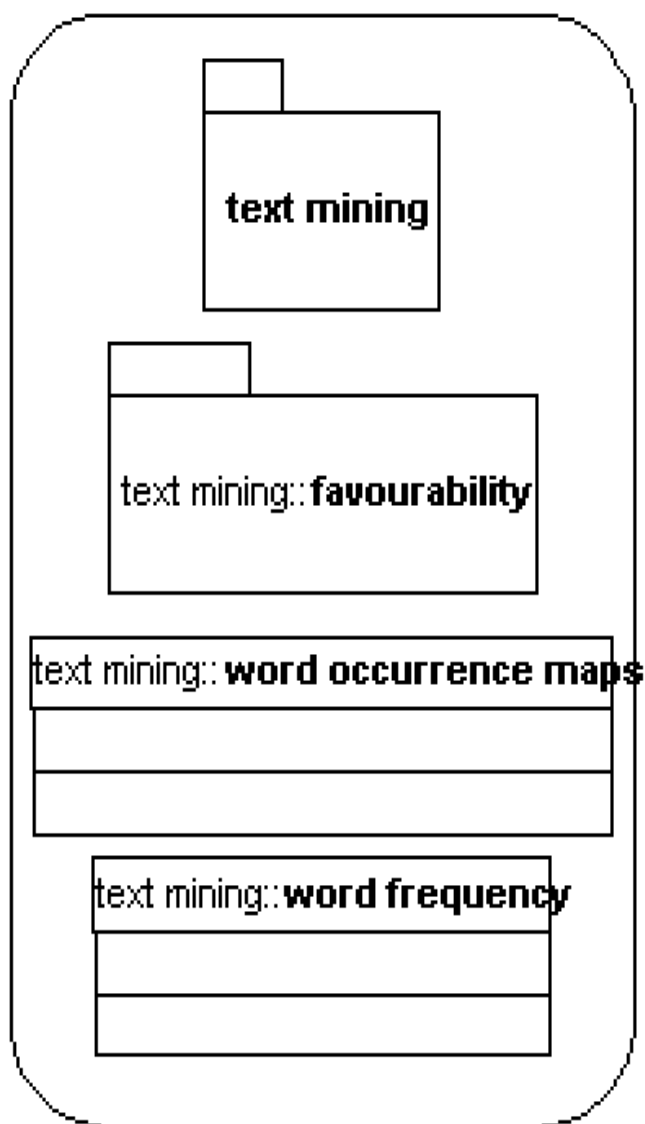 text mining
text mining::favourability
text mining::word occurrence maps
text mining::word frequency